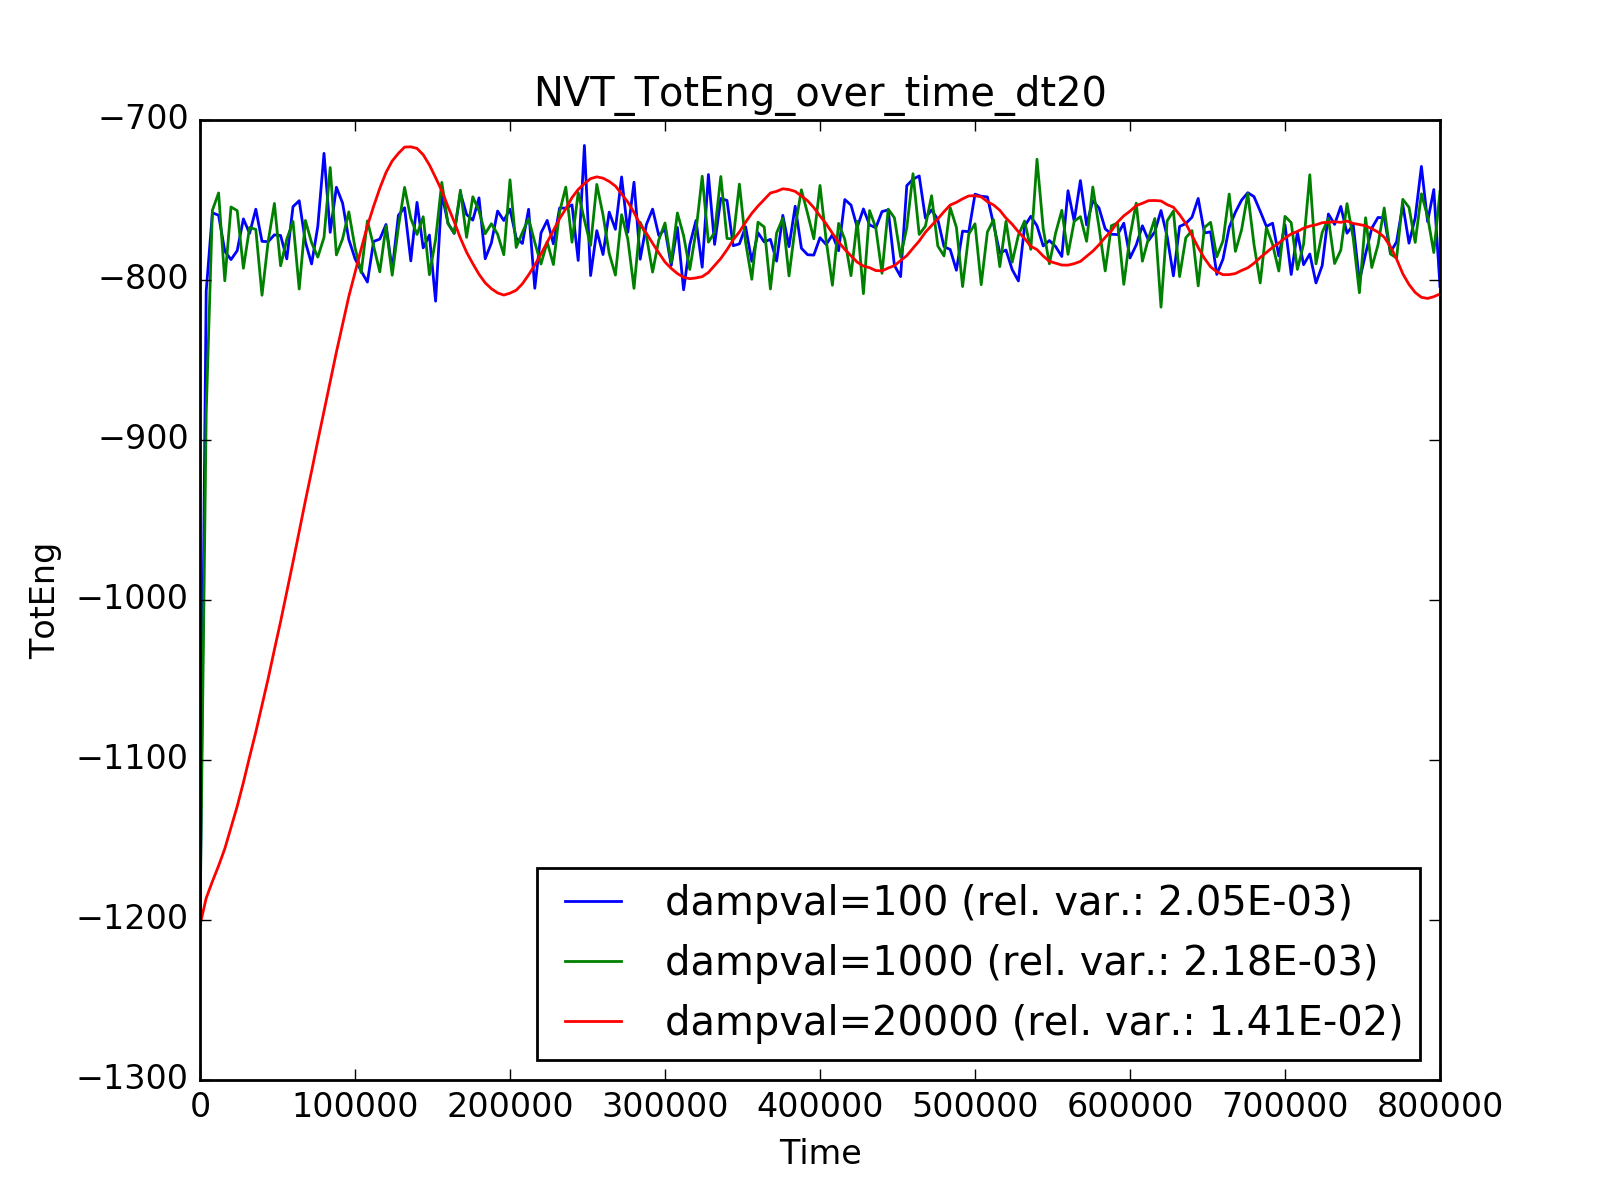 NVT_TotEng_over_time_dt20
−700
−800
−900
−1000
−1100
−1200
−1300
TotEng
dampval=100 (rel. var.: 2.05E-03)
dampval=1000 (rel. var.: 2.18E-03)
dampval=20000 (rel. var.: 1.41E-02)
0 100000 200000 300000 400000 500000 600000 700000 800000
Time